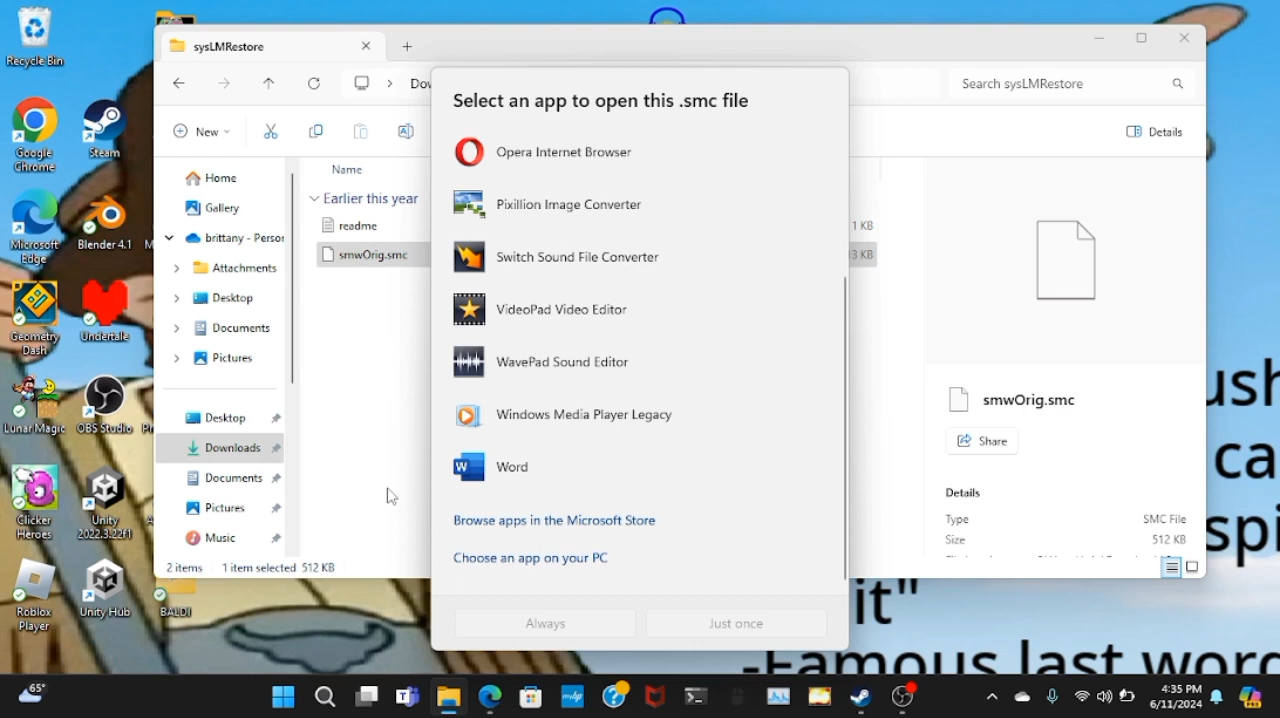 Recycle Bin
Google
Chrome
Steam
Microsoft
Edge
Blender 4.1
M
Geometry
Dash
Undertale
Lunar Magic
OBS Studio
Clicker
Heroes
Unity
2022.3.22f1
Roblox
Player
Unity Hub
BALDI
sysLMRestore
Search sysLMRestore
New
Details
Home
Gallery
brittany - Person
Attachments
Desktop
Documents
Pictures
Desktop
Downloads
Documents
Pictures
Music
Name
Earlier this year
readme
1 KB
smwOrig.smc
3 KB
2 items
1 item selected 512 KB
Select an app to open this .smc file
Opera Internet Browser
Pixillion Image Converter
Switch Sound File Converter
VideoPad Video Editor
WavePad Sound Editor
Windows Media Player Legacy
Word
Browse apps in the Microsoft Store
Choose an app on your PC
Always
Just once
smwOrig.smc
Share
Details
Type
SMC File
Size
512 KB
ush
ca
spi
it"
-Famous last word
65°
4:35 PM
6/11/2024